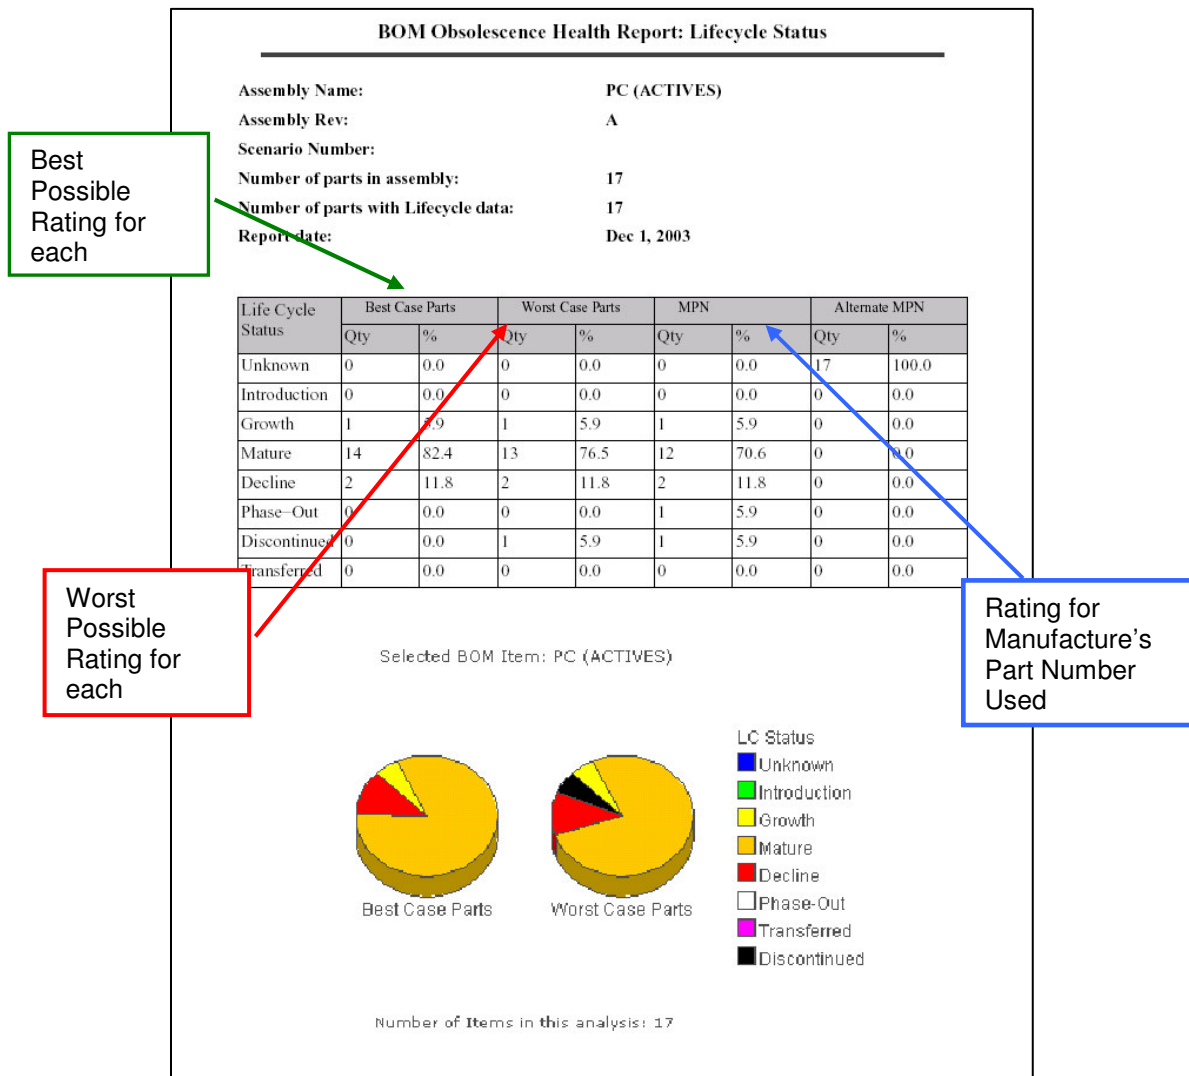 BOM Obsolescence Health Report: Lifecycle Status
Assembly Name: PC (ACTIVES)
Assembly Rev: A
Scenario Number:
Number of parts in assembly: 17
Number of parts with Lifecycle data: 17
Report date: Dec 1, 2003
Best
Possible
Rating for
each
Life Cycle Status Best Case Parts Worst Case Parts MPN Alternate MPN
Qty % Qty % Qty % Qty %
Unknown 0 0.0 0 0.0 0 0.0 17 100.0
Introduction 0 0.0 0 0.0 0 0.0 0 0.0
Growth 1 5.9 1 5.9 1 5.9 0 0.0
Mature 14 82.4 13 76.5 12 70.6 0 0.0
Decline 2 11.8 2 11.8 2 11.8 0 0.0
Phase-Out 0 0.0 0 0.0 1 5.9 0 0.0
Discontinued 0 0.0 1 5.9 1 5.9 0 0.0
Transferred 0 0.0 0 0.0 0 0.0 0 0.0
Worst
Possible
Rating for
each
Rating for
Manufacture's
Part Number
Used
Selected BOM Item: PC (ACTIVES)
LC Status
Unknown
Introduction
Growth
Mature
Decline
Phase-Out
Transferred
Discontinued
Best Case Parts Worst Case Parts
Number of Items in this analysis: 17